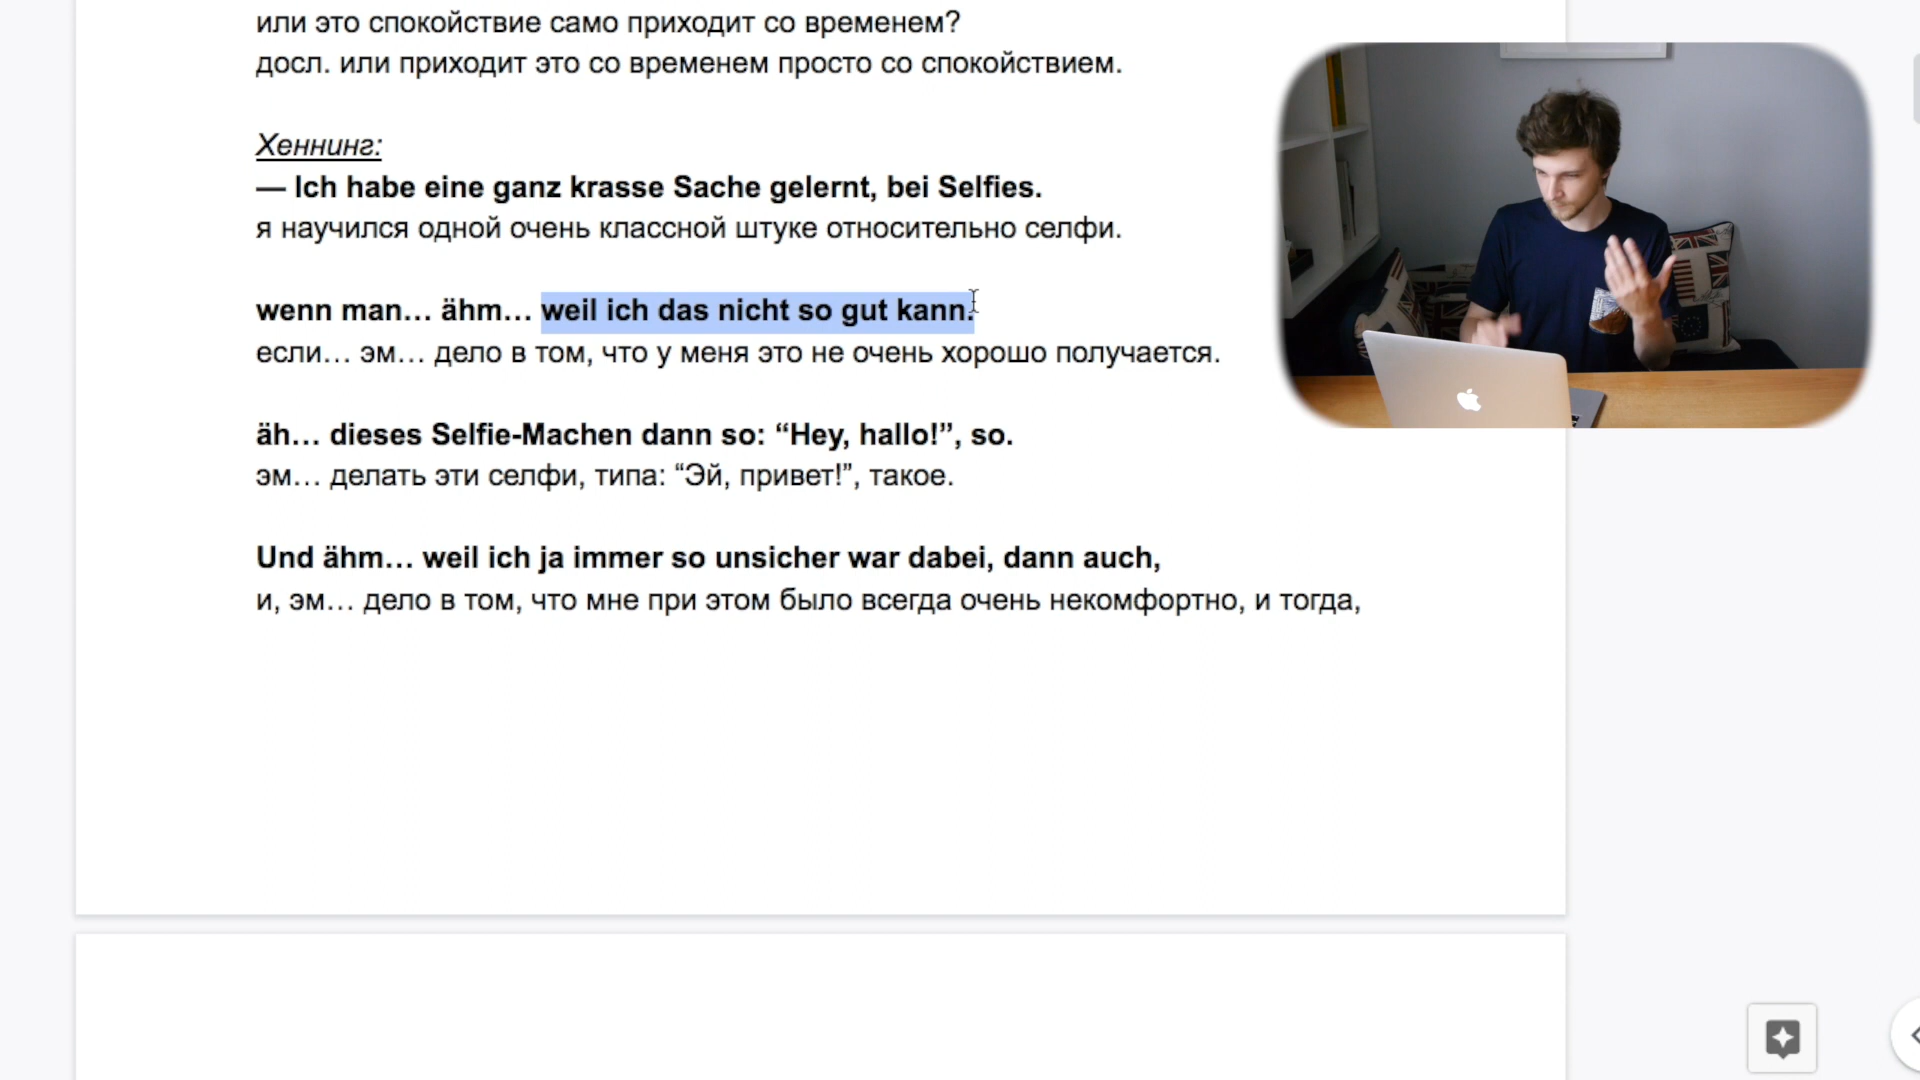 или это спокойствие само приходит со временем?
досл. или приходит это со временем просто со спокойствием.
Хеннинг:
— Ich habe eine ganz krasse Sache gelernt, bei Selfies.
я научился одной очень классной штуке относительно селфи.
wenn man… ähm… weil ich das nicht so gut kann.
если… эм… дело в том, что у меня это не очень хорошо получается.
äh… dieses Selfie-Machen dann so: “Hey, hallo!”, so.
эм… делать эти селфи, типа: “Эй, привет!”, такое.
Und ähm… weil ich ja immer so unsicher war dabei, dann auch,
и, эм… дело в том, что мне при этом было всегда очень некомфортно, и тогда,